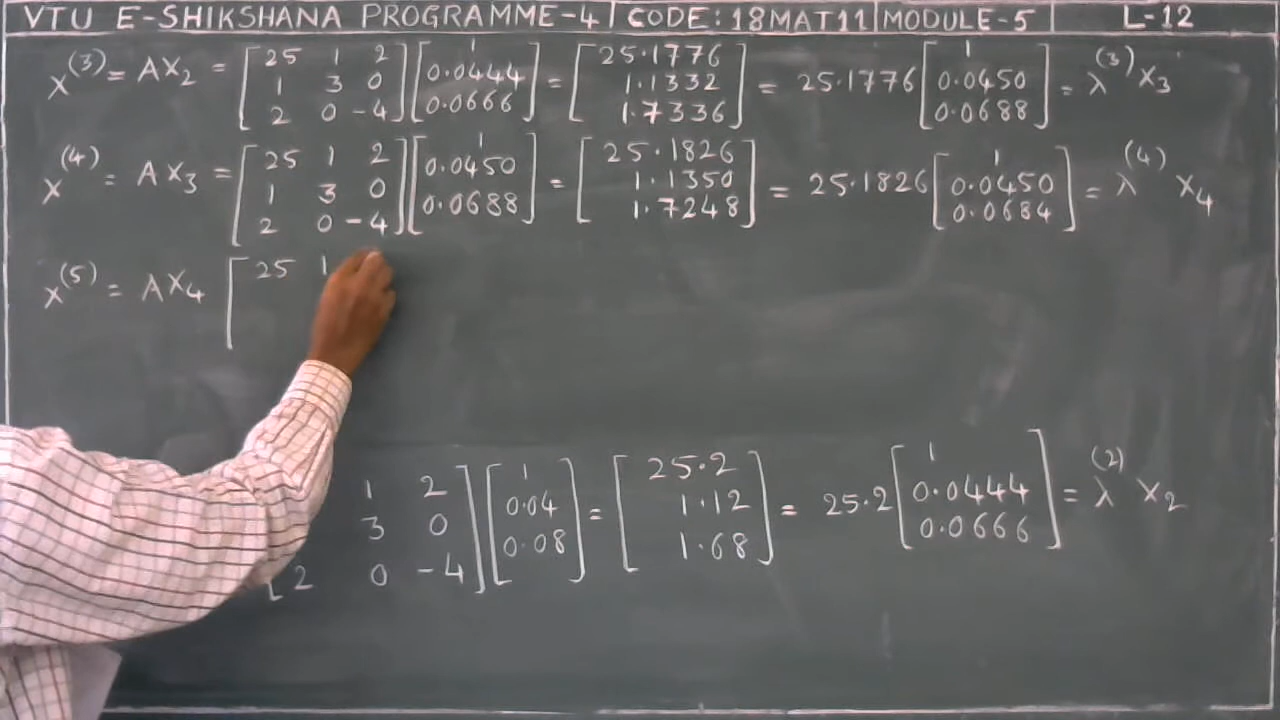 VTU E-SHIKSHANA PROGRAMME-4 | CODE: 18MAT11 | MODULE-5 | L-12
x^(3) = AX₂ = [25 1 2; 1 3 0; 2 0 -4] [1; 0.0444; 0.0666] = [25.1776; 1.1332; 1.7336] = 25.1776 [1; 0.0450; 0.0688] = λ^(3) X₃
x^(4) = AX₃ = [25 1 2; 1 3 0; 2 0 -4] [1; 0.0450; 0.0688] = [25.1826; 1.1350; 1.7248] = 25.1826 [1; 0.0450; 0.0684] = λ^(4) X₄
x^(5) = AX₄ [25 1
1 2; 3 0; 2 0 -4] [1; 0.04; 0.08] = [25.2; 1.12; 1.68] = 25.2 [1; 0.0444; 0.0666] = λ^(2) X₂